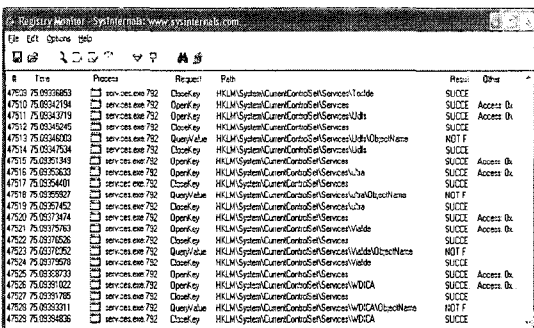 Registry Monitor - Sysinternals: www.sysinternals.com
File Edit Options Help
# Time Process Request Path Result Other
75.09336853 services.exe:792 CloseKey HKLM\System\CurrentControlSet\Services\
47510 75.09342194 services.exe:792 OpenKey HKLM\System\CurrentControlSet\Services SUCCE Access: 0x
47511 75.09343719 services.exe:792 OpenKey HKLM\System\CurrentControlSet\Services\Udfs SUCCE Access: 0x
47512 75.09345245 services.exe:792 CloseKey HKLM\System\CurrentControlSet\Services SUCCE
47513 75.09346003 services.exe:792 QueryValue HKLM\System\CurrentControlSet\Services\Udfs\ObjectName NOT F
47514 75.09347534 services.exe:792 CloseKey HKLM\System\CurrentControlSet\Services\Udfs SUCCE
47515 75.09351349 services.exe:792 OpenKey HKLM\System\CurrentControlSet\Services SUCCE Access: 0x
47516 75.09353633 services.exe:792 OpenKey HKLM\System\CurrentControlSet\Services\ultra SUCCE Access: 0x
47517 75.09354401 services.exe:792 CloseKey HKLM\System\CurrentControlSet\Services SUCCE
47518 75.09355927 services.exe:792 QueryValue HKLM\System\CurrentControlSet\Services\ultra\ObjectName NOT F
47519 75.09357452 services.exe:792 CloseKey HKLM\System\CurrentControlSet\Services\ultra SUCCE
47520 75.09373474 services.exe:792 OpenKey HKLM\System\CurrentControlSet\Services SUCCE Access: 0x
47521 75.09375763 services.exe:792 OpenKey HKLM\System\CurrentControlSet\Services\ViaIde SUCCE Access: 0x
47522 75.09376526 services.exe:792 CloseKey HKLM\System\CurrentControlSet\Services SUCCE
47523 75.09378352 services.exe:792 QueryValue HKLM\System\CurrentControlSet\Services\ViaIde\ObjectName NOT F
47524 75.09379578 services.exe:792 CloseKey HKLM\System\CurrentControlSet\Services\ViaIde SUCCE
47525 75.09388733 services.exe:792 OpenKey HKLM\System\CurrentControlSet\Services SUCCE Access: 0x
47526 75.09391022 services.exe:792 OpenKey HKLM\System\CurrentControlSet\Services\WDICA SUCCE Access: 0x
47527 75.09391785 services.exe:792 CloseKey HKLM\System\CurrentControlSet\Services SUCCE
47528 75.09393311 services.exe:792 QueryValue HKLM\System\CurrentControlSet\Services\WDICA\ObjectName NOT F
47529 75.09394836 services.exe:792 CloseKey HKLM\System\CurrentControlSet\Services\WDICA SUCCE